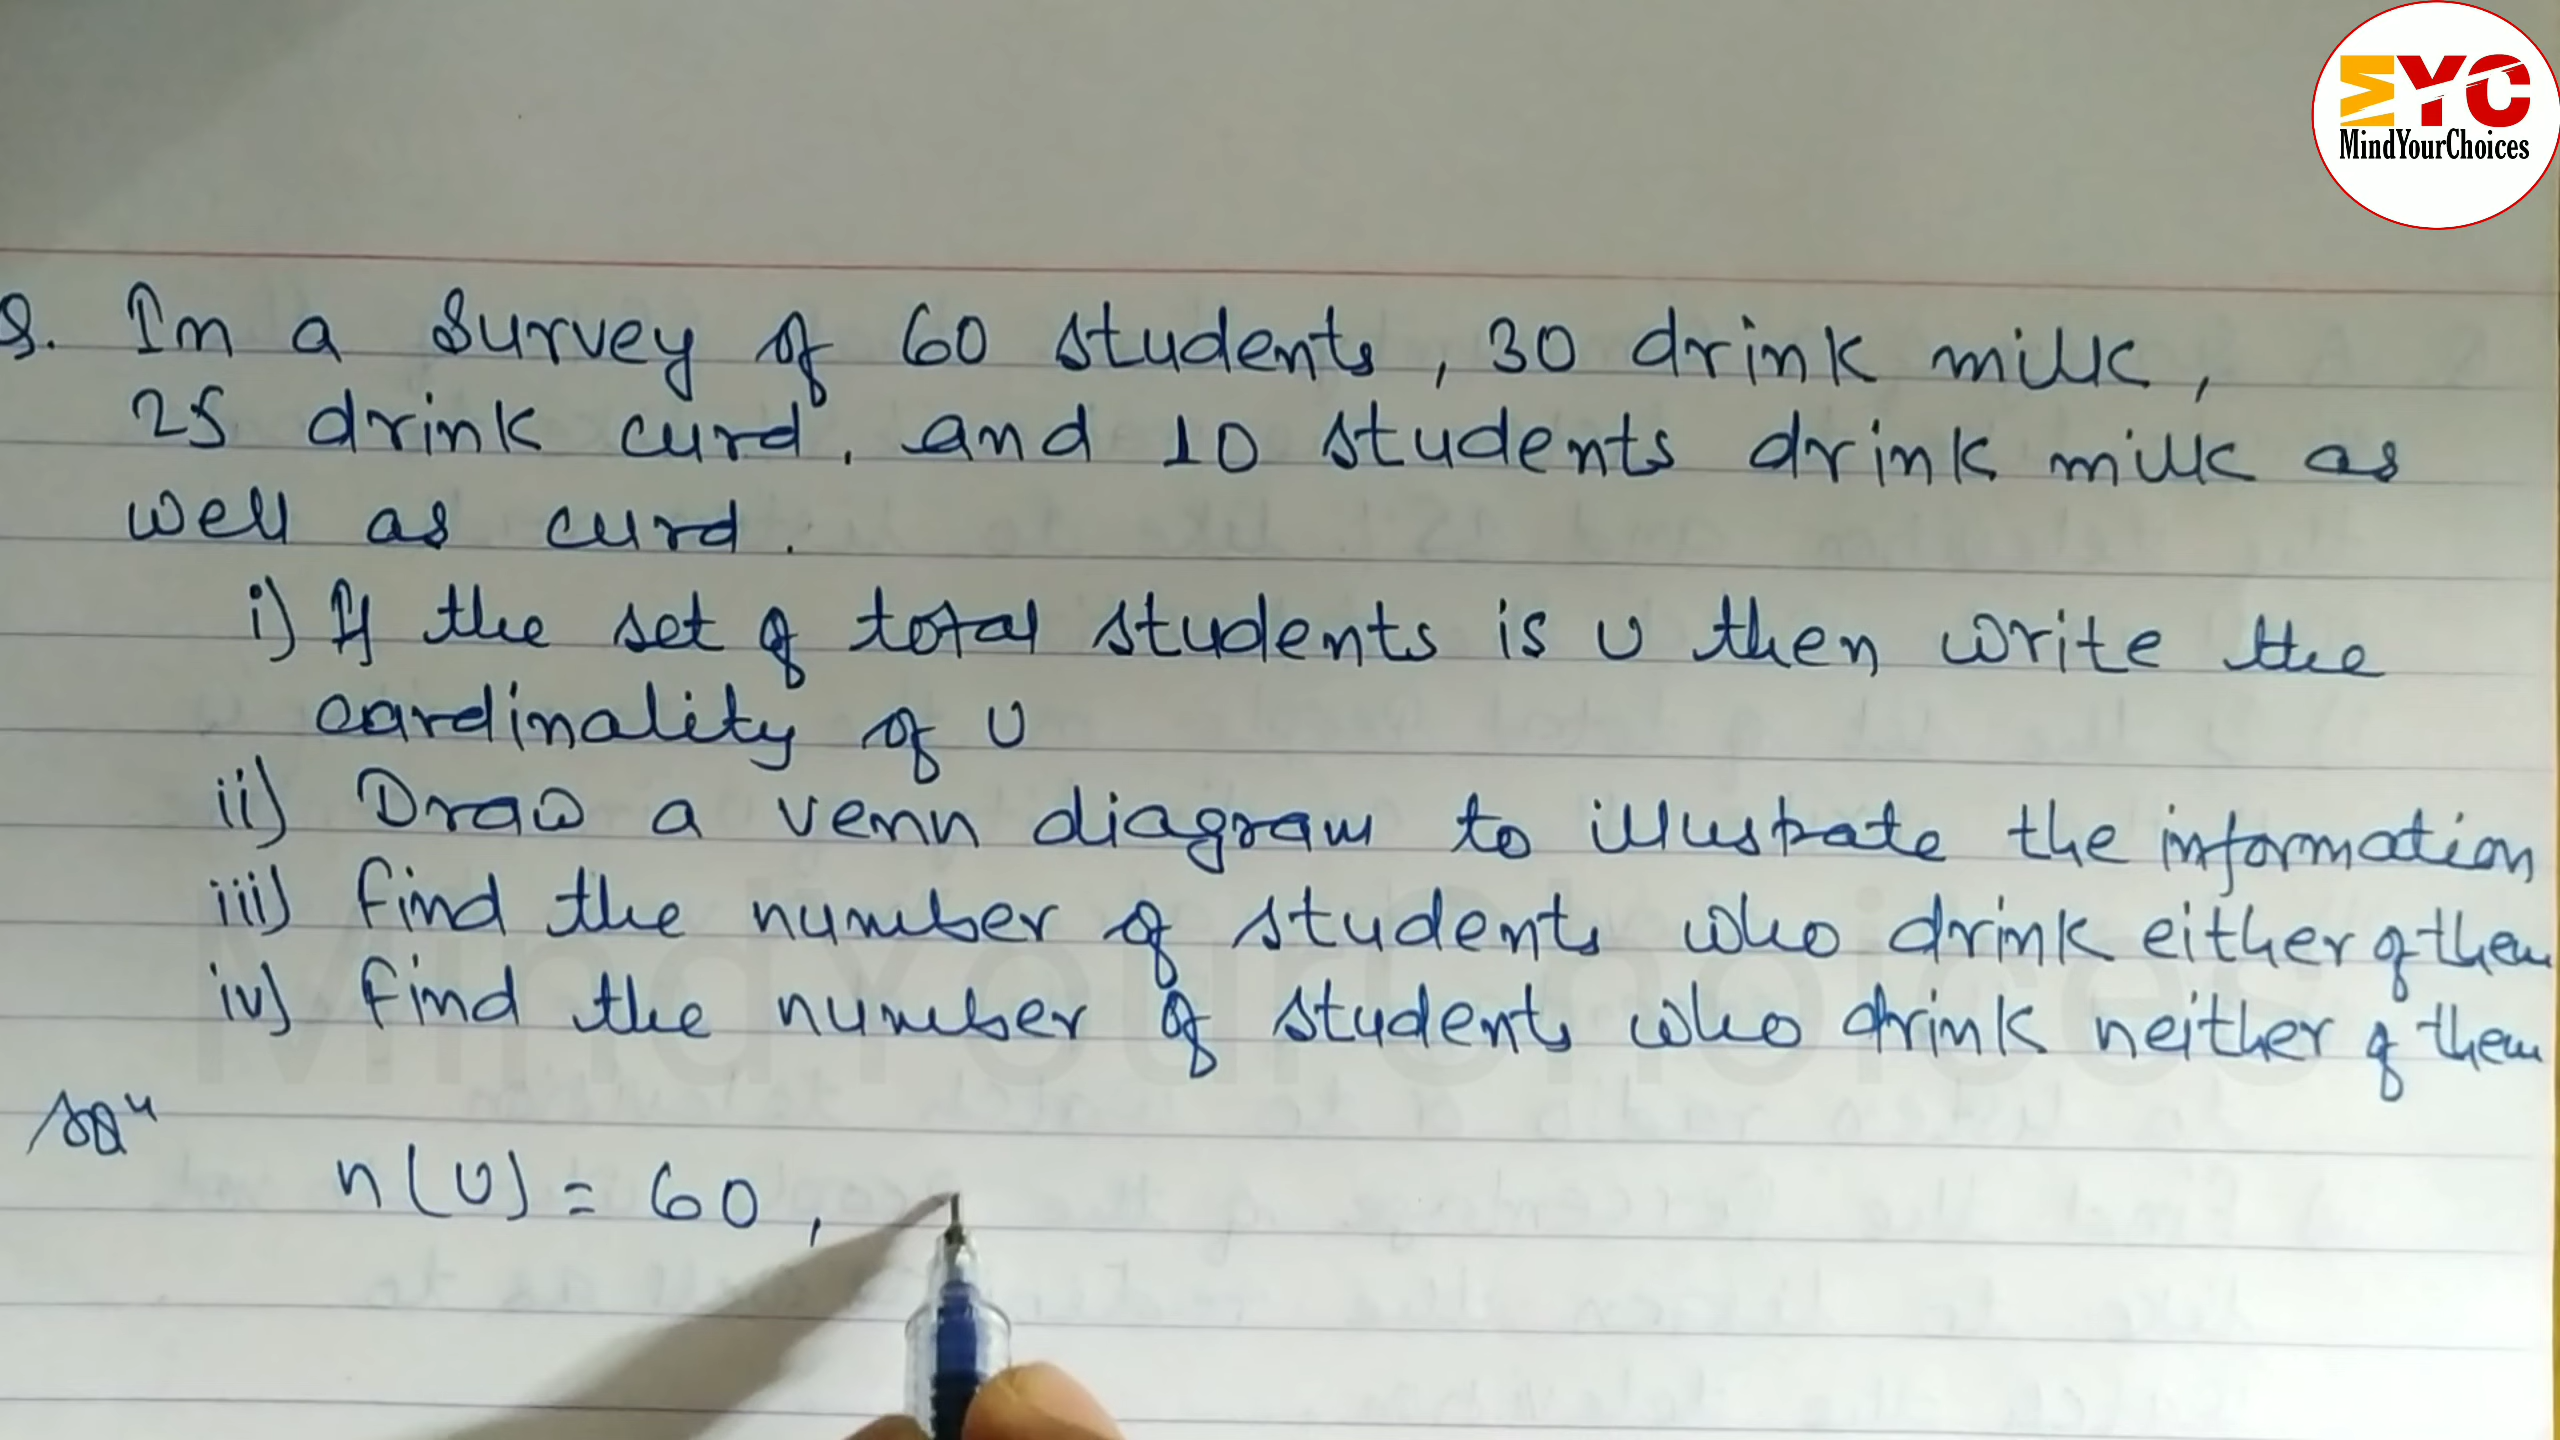 MYC
MindYourChoices
Q. In a survey of 60 students, 30 drink milk,
25 drink curd. and 10 students drink milk as
well as curd.
i) If the set of total students is U then write the
cardinality of U
ii) Draw a venn diagram to illustrate the information
iii) find the number of students who drink either of them
iv) find the number of students who drink neither of them
MindYourChoices
Solⁿ
n(U) = 60,